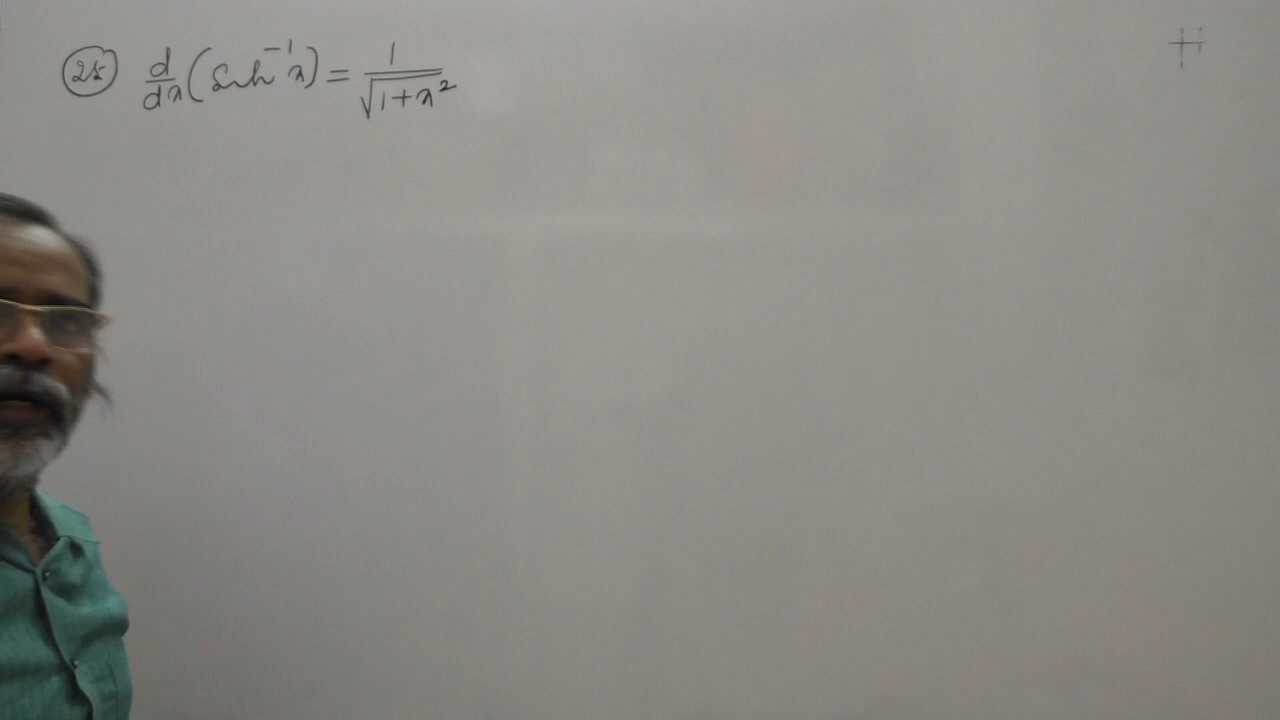 (25) d/dx (Sinh⁻¹x) = 1/√(1+x²)